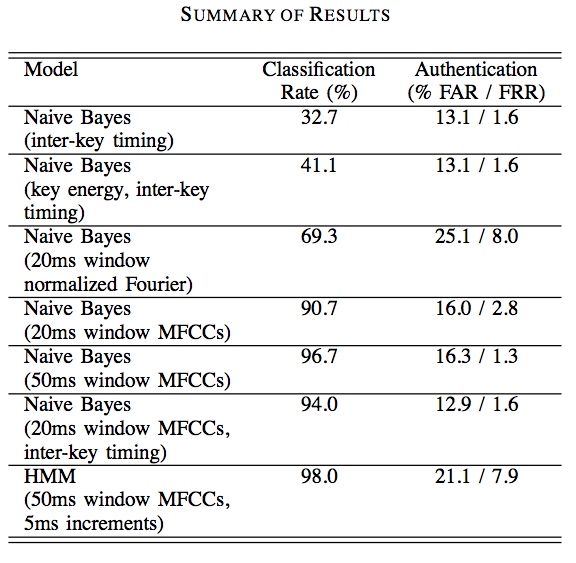 SUMMARY OF RESULTS
Model Classification Authentication
Rate (%) (% FAR / FRR)
Naive Bayes 32.7 13.1 / 1.6
(inter-key timing)
Naive Bayes 41.1 13.1 / 1.6
(key energy, inter-key
timing)
Naive Bayes 69.3 25.1 / 8.0
(20ms window
normalized Fourier)
Naive Bayes 90.7 16.0 / 2.8
(20ms window MFCCs)
Naive Bayes 96.7 16.3 / 1.3
(50ms window MFCCs)
Naive Bayes 94.0 12.9 / 1.6
(20ms window MFCCs,
inter-key timing)
HMM 98.0 21.1 / 7.9
(50ms window MFCCs,
5ms increments)